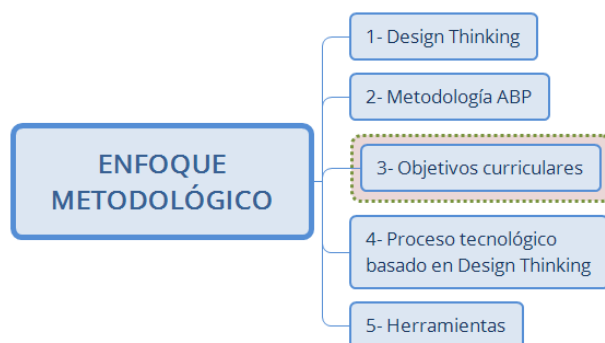 ENFOQUE
METODOLÓGICO
1- Design Thinking
2- Metodología ABP
3- Objetivos curriculares
4- Proceso tecnológico
basado en Design Thinking
5- Herramientas